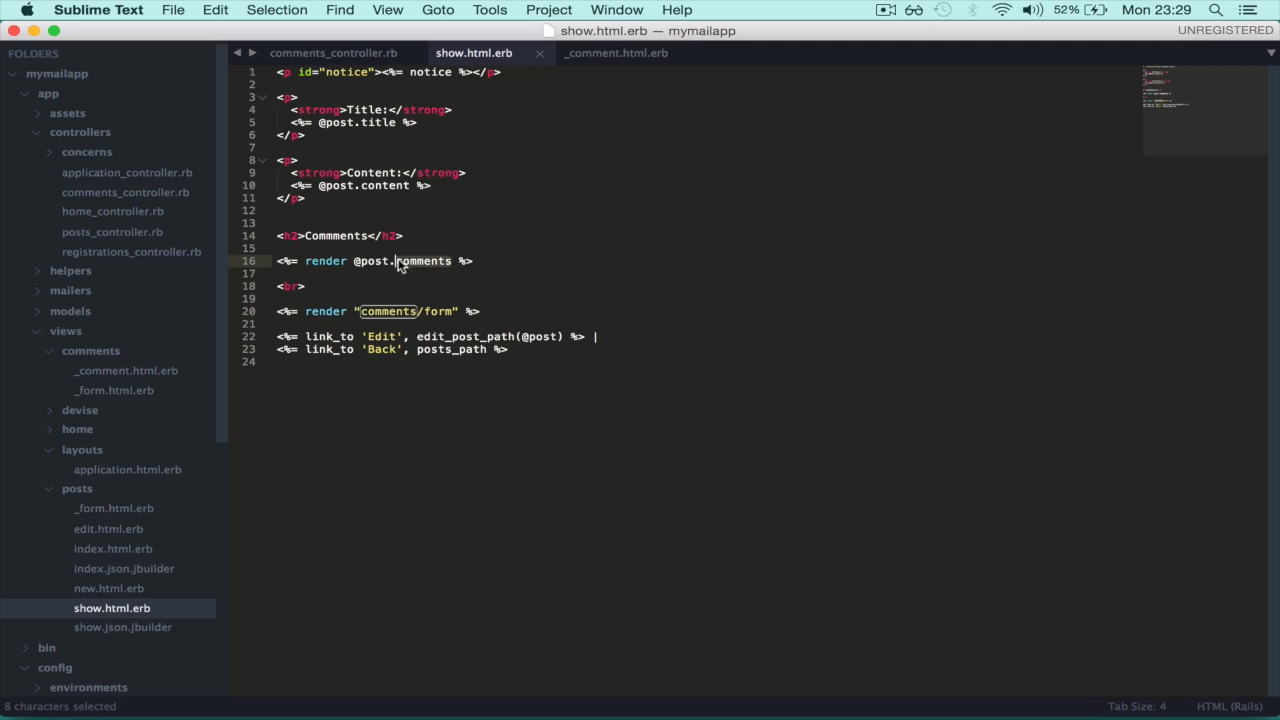 Sublime Text File Edit Selection Find View Goto Tools Project Window Help 52% Mon 23:29
show.html.erb — mymailapp UNREGISTERED
FOLDERS
mymailapp
app
assets
controllers
concerns
application_controller.rb
comments_controller.rb
home_controller.rb
posts_controller.rb
registrations_controller.rb
helpers
mailers
models
views
comments
_comment.html.erb
_form.html.erb
devise
home
layouts
application.html.erb
posts
_form.html.erb
edit.html.erb
index.html.erb
index.json.jbuilder
new.html.erb
show.html.erb
show.json.jbuilder
bin
config
environments
comments_controller.rb show.html.erb × _comment.html.erb
1 <p id="notice"><%= notice %></p>
2
3 <p>
4 <strong>Title:</strong>
5 <%= @post.title %>
6 </p>
7
8 <p>
9 <strong>Content:</strong>
10 <%= @post.content %>
11 </p>
12
13
14 <h2>Commments</h2>
15
16 <%= render @post.comments %>
17
18 <br>
19
20 <%= render "comments/form" %>
21
22 <%= link_to 'Edit', edit_post_path(@post) %> |
23 <%= link_to 'Back', posts_path %>
24
8 characters selected Tab Size: 4 HTML (Rails)